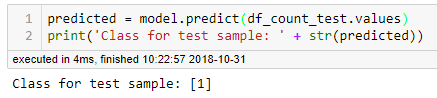 1 predicted = model.predict(df_count_test.values)
2 print('Class for test sample: ' + str(predicted))
executed in 4ms, finished 10:22:57 2018-10-31
Class for test sample: [1]